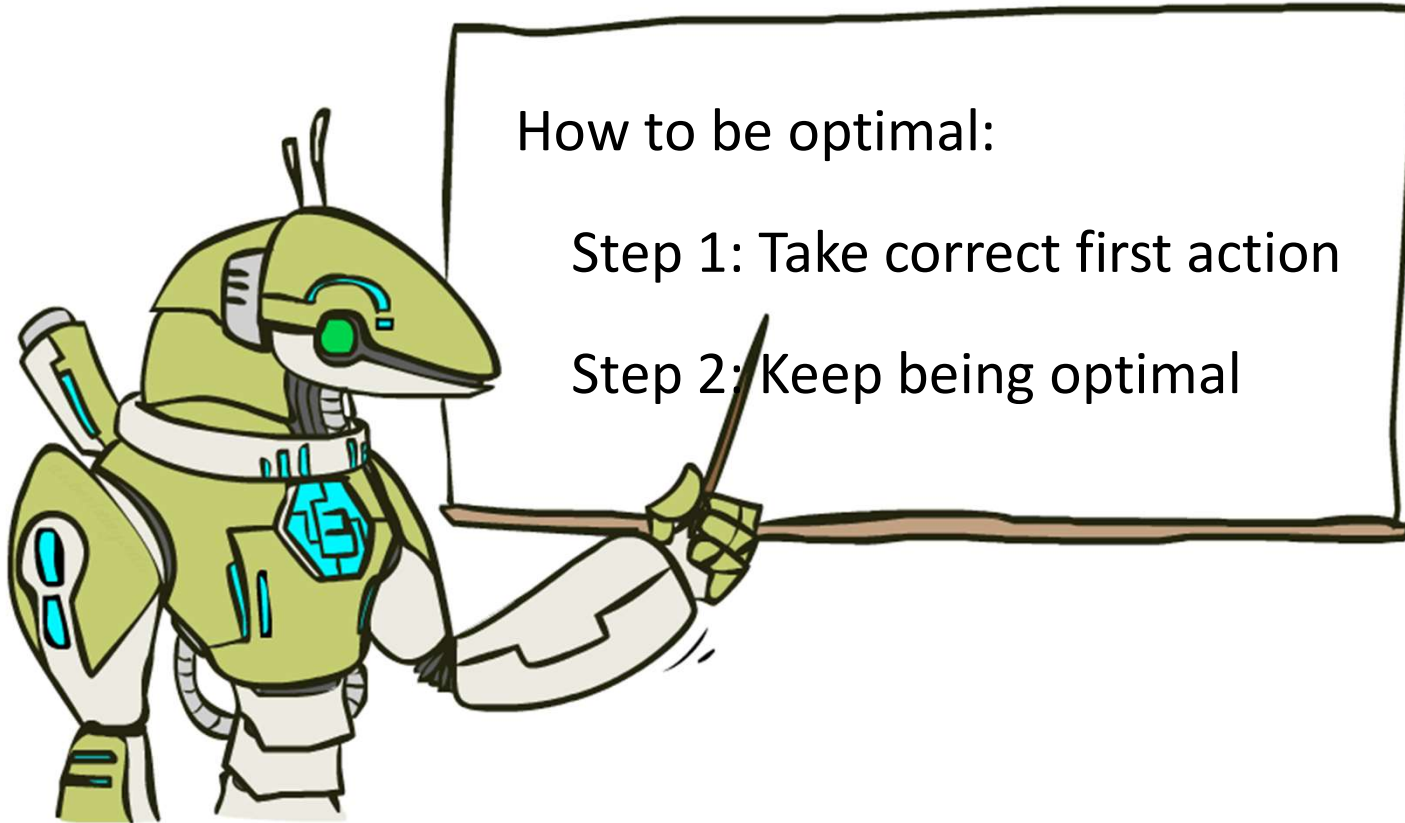 How to be optimal:
Step 1: Take correct first action
Step 2: Keep being optimal